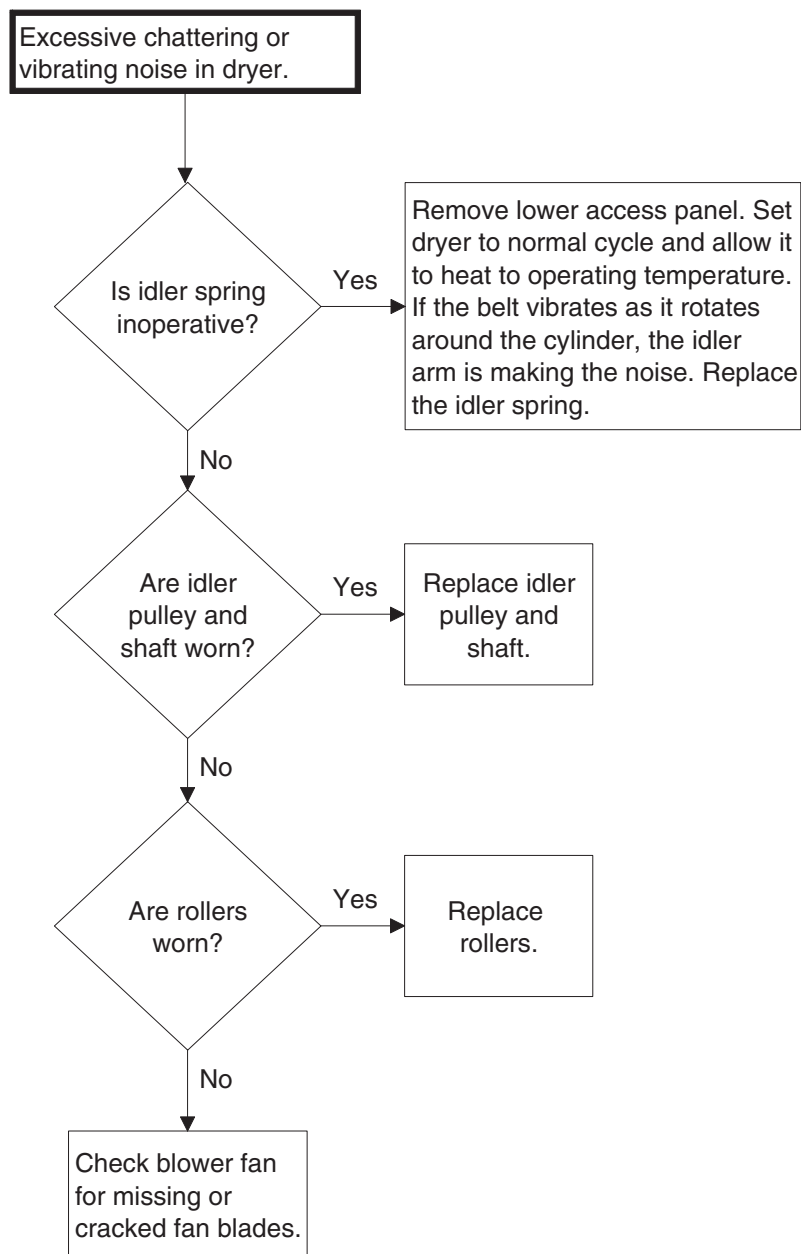 Excessive chattering or
vibrating noise in dryer.
Is idler spring
inoperative?
Yes
Remove lower access panel. Set
dryer to normal cycle and allow it
to heat to operating temperature.
If the belt vibrates as it rotates
around the cylinder, the idler
arm is making the noise. Replace
the idler spring.
No
Are idler
pulley and
shaft worn?
Yes
Replace idler
pulley and
shaft.
No
Are rollers
worn?
Yes
Replace
rollers.
No
Check blower fan
for missing or
cracked fan blades.